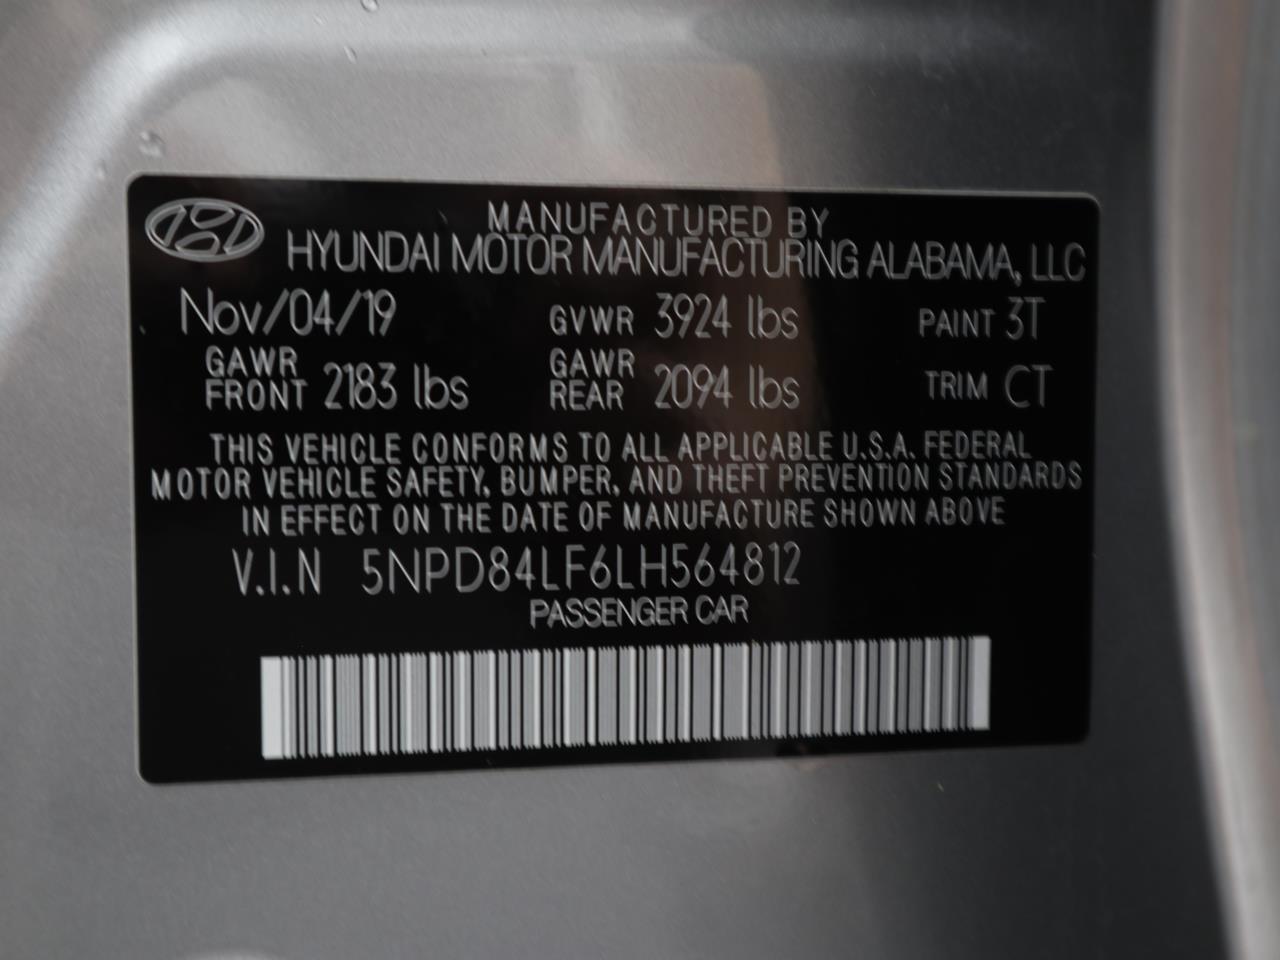 MANUFACTURED BY
HYUNDAI MOTOR MANUFACTURING ALABAMA, LLC
Nov/04/19 GVWR 3924 lbs PAINT 3T
GAWR FRONT 2183 lbs GAWR REAR 2094 lbs TRIM CT
THIS VEHICLE CONFORMS TO ALL APPLICABLE U.S.A. FEDERAL
MOTOR VEHICLE SAFETY, BUMPER, AND THEFT PREVENTION STANDARDS
IN EFFECT ON THE DATE OF MANUFACTURE SHOWN ABOVE
V.I.N 5NPD84LF6LH564812
PASSENGER CAR